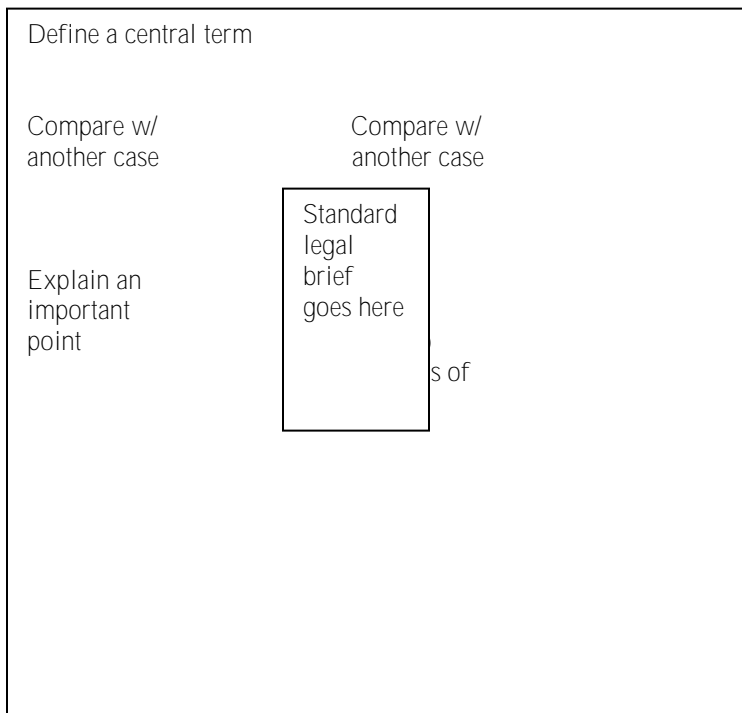 Define a central term
Compare w/
another case
Compare w/
another case
Standard
legal
brief
goes here
Explain an
important
point
s of